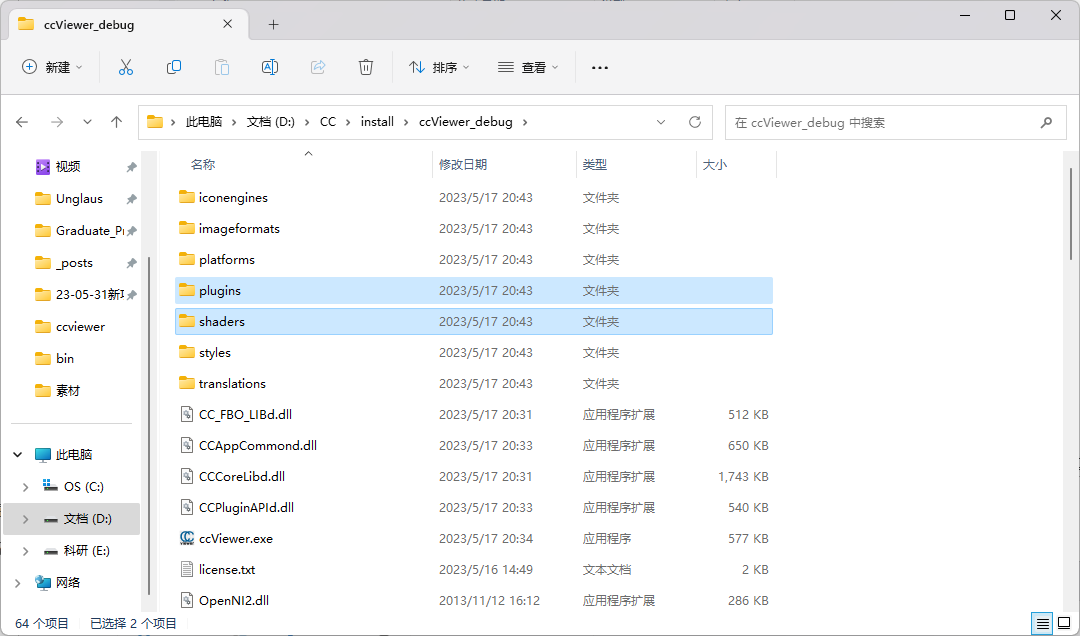 ccViewer_debug
新建
排序
查看
此电脑 文档 (D:) CC install ccViewer_debug
在 ccViewer_debug 中搜索
视频
Unglaus
Graduate_Pr
_posts
23-05-31新项
ccviewer
bin
素材
此电脑
OS (C:)
文档 (D:)
科研 (E:)
网络
名称 修改日期 类型 大小
iconengines 2023/5/17 20:43 文件夹
imageformats 2023/5/17 20:43 文件夹
platforms 2023/5/17 20:43 文件夹
plugins 2023/5/17 20:43 文件夹
shaders 2023/5/17 20:43 文件夹
styles 2023/5/17 20:43 文件夹
translations 2023/5/17 20:43 文件夹
CC_FBO_LIBd.dll 2023/5/17 20:31 应用程序扩展 512 KB
CCAppCommond.dll 2023/5/17 20:33 应用程序扩展 650 KB
CCCoreLibd.dll 2023/5/17 20:31 应用程序扩展 1,743 KB
CCPluginAPId.dll 2023/5/17 20:33 应用程序扩展 540 KB
ccViewer.exe 2023/5/17 20:34 应用程序 577 KB
license.txt 2023/5/16 14:49 文本文档 2 KB
OpenNI2.dll 2013/11/12 16:12 应用程序扩展 286 KB
64 个项目 已选择 2 个项目